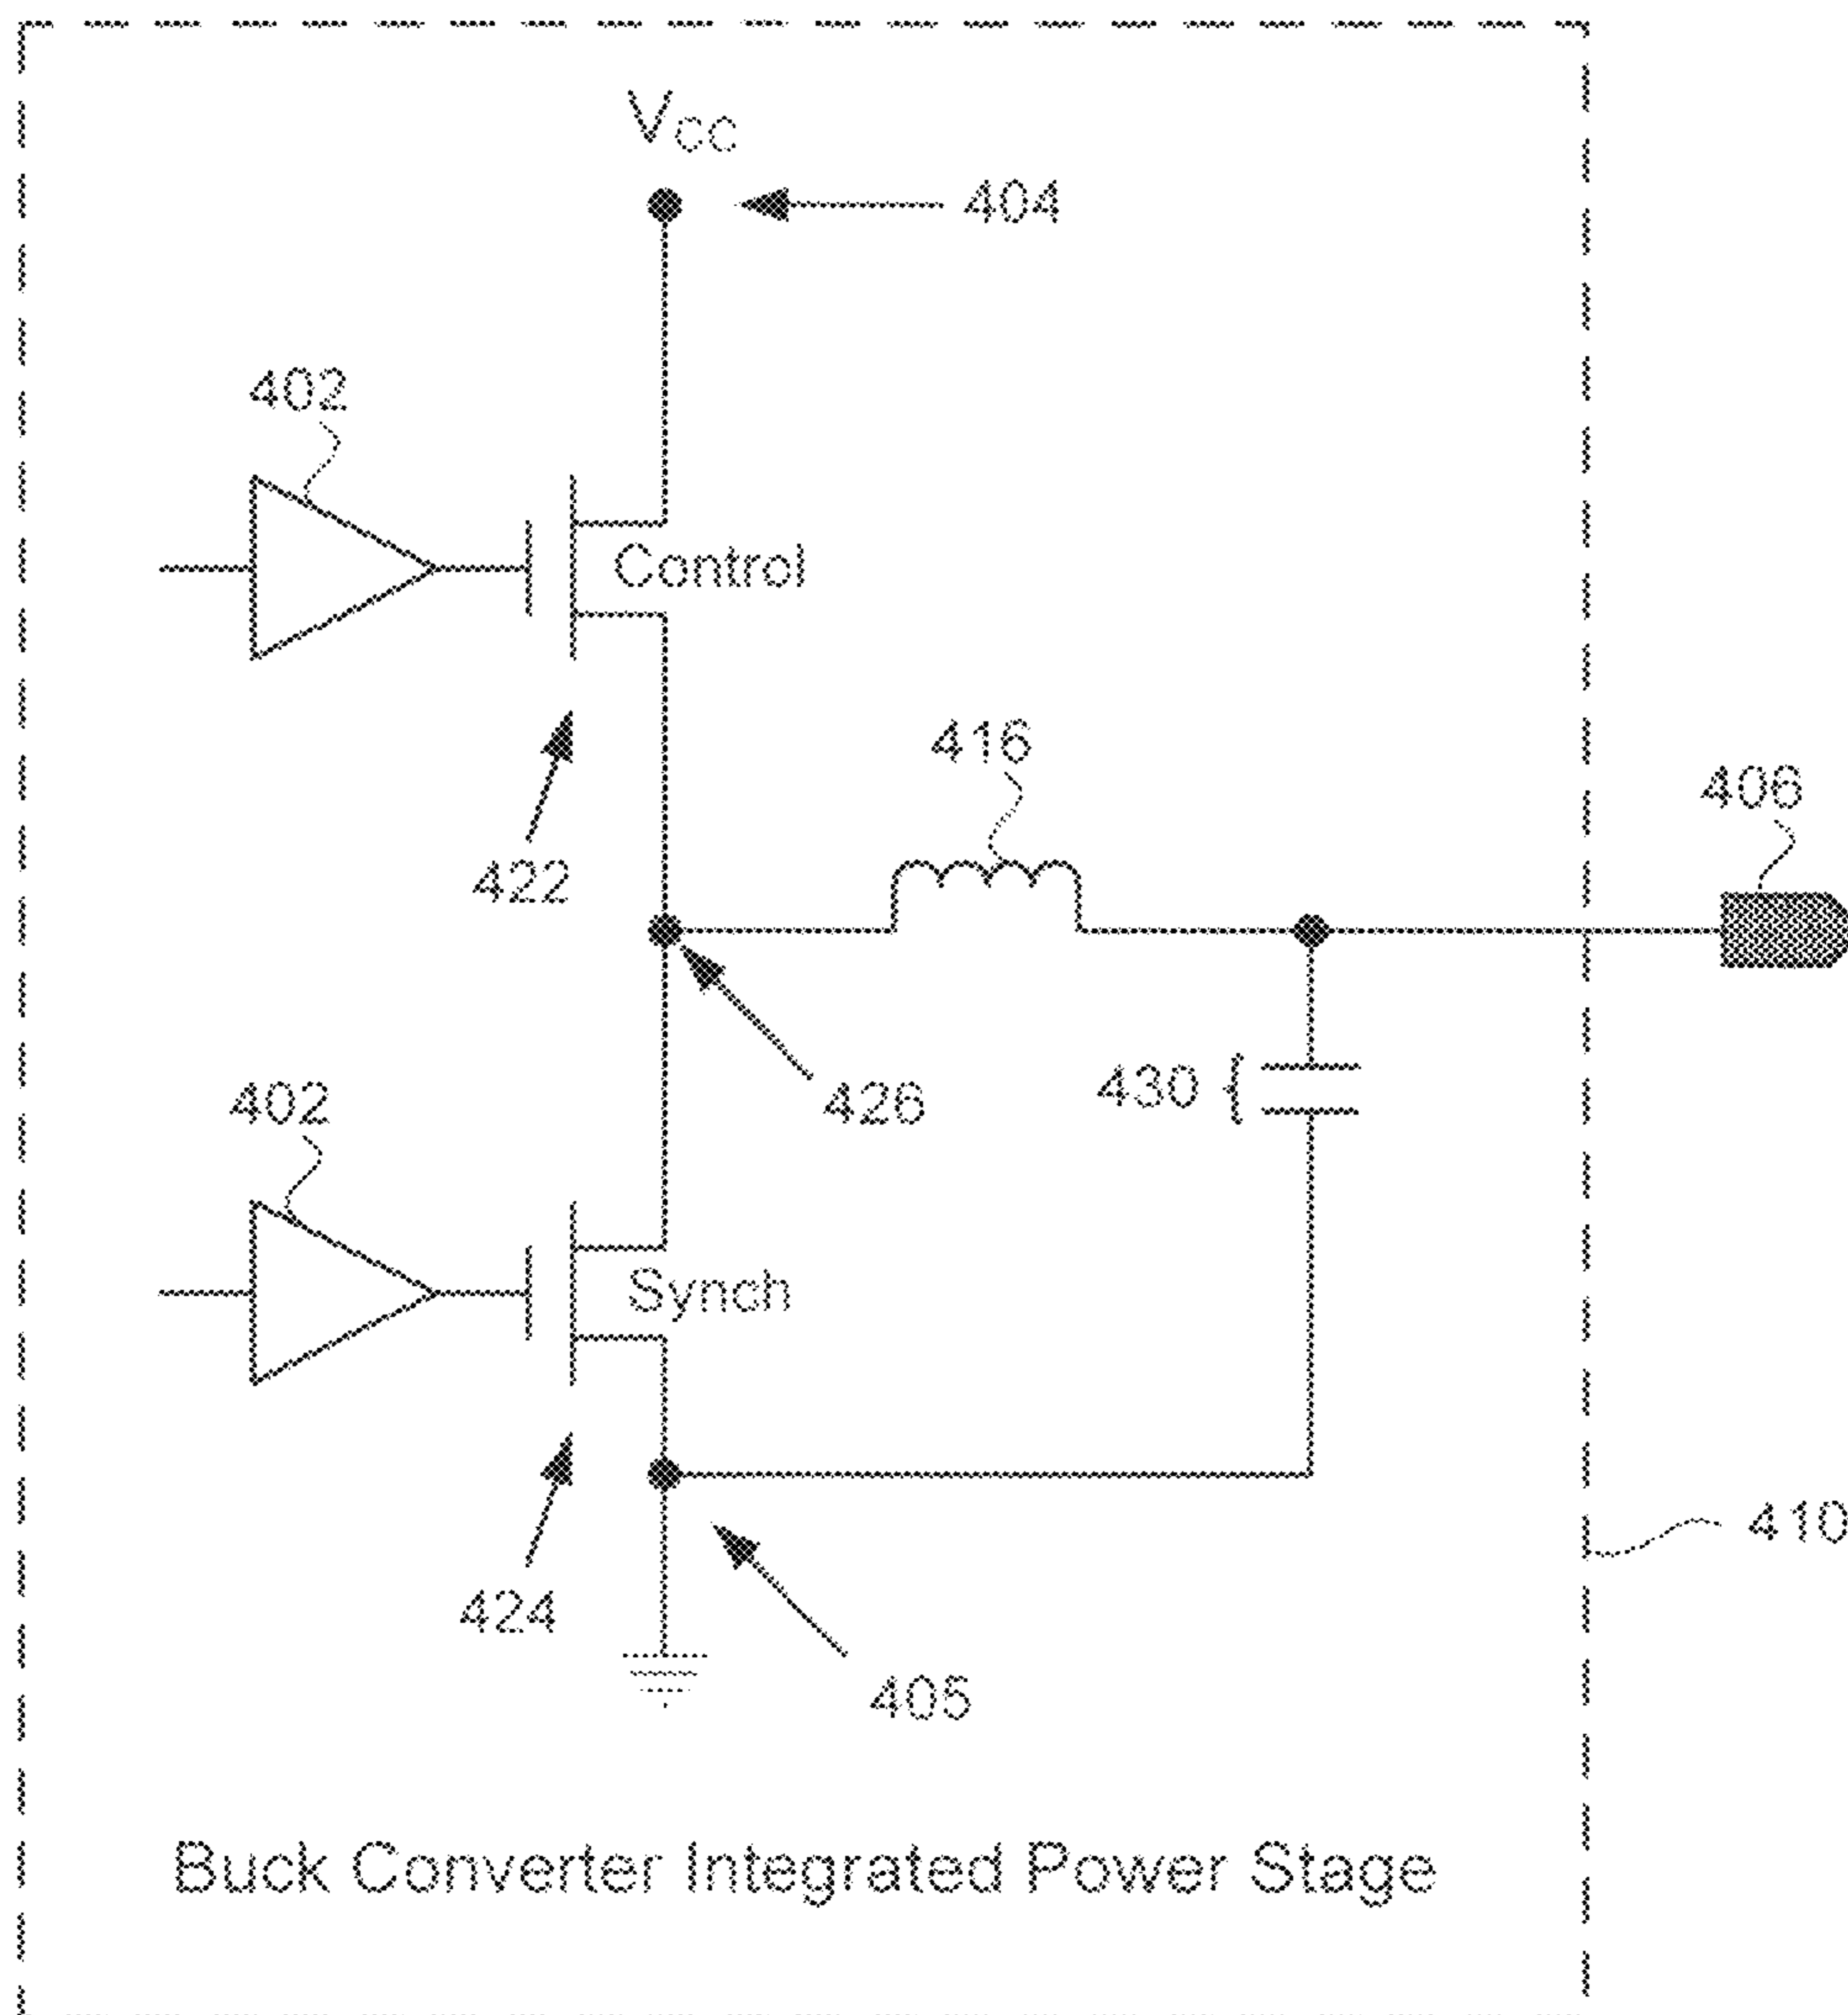 VCC
404
402
Control
416
406
422
426
430 {
402
Synch
410
424
405
Buck Converter Integrated Power Stage